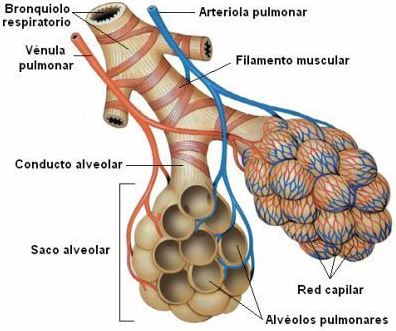 Bronquiolo
respiratorio
Arteriola pulmonar
Vénula
pulmonar
Filamento muscular
Conducto alveolar
Saco alveolar
Red capilar
Alvéolos pulmonares